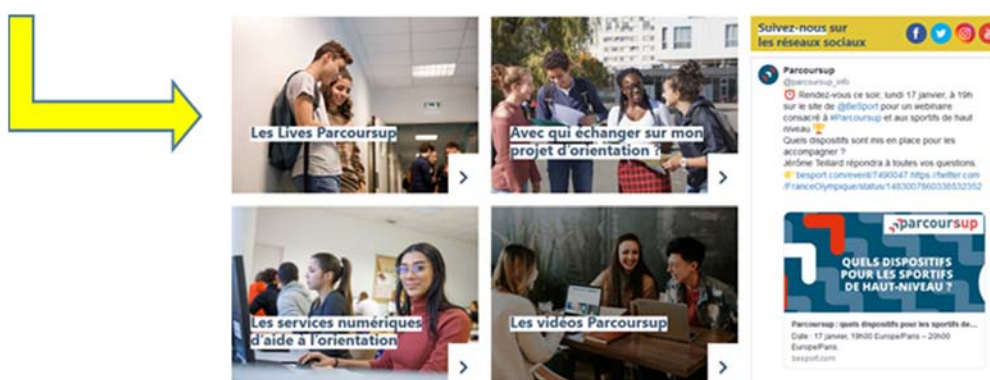 Les Lives Parcoursup
Avec qui échanger sur mon
projet d'orientation ?
Les services numériques
d'aide à l'orientation
Les vidéos Parcoursup
Suivez-nous sur
les réseaux sociaux
Parcoursup
@parcoursup_info
Rendez-vous ce soir, lundi 17 janvier, à 19h
sur le site de @BeSport pour un webinaire
consacré à #Parcoursup et aux sportifs de haut
niveau
Quels dispositifs sont mis en place pour les
accompagner ?
Jérôme Teillard répondra à toutes vos questions.
besport.com/event/7490047 https://twitter.com
/FranceOlympique/status/1483007860338532352
parcoursup
QUELS DISPOSITIFS
POUR LES SPORTIFS
DE HAUT-NIVEAU ?
Parcoursup : quels dispositifs pour les sportifs de...
Date : 17 janvier, 19h00 Europe/Paris – 20h00
Europe/Paris.
besport.com